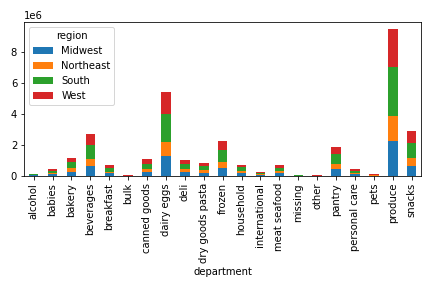 1e6
region
Midwest
Northeast
South
West
8
6
4
2
0
alcohol
babies
bakery
beverages
breakfast
bulk
canned goods
dairy eggs
deli
dry goods pasta
frozen
household
international
meat seafood
missing
other
pantry
personal care
pets
produce
snacks
department